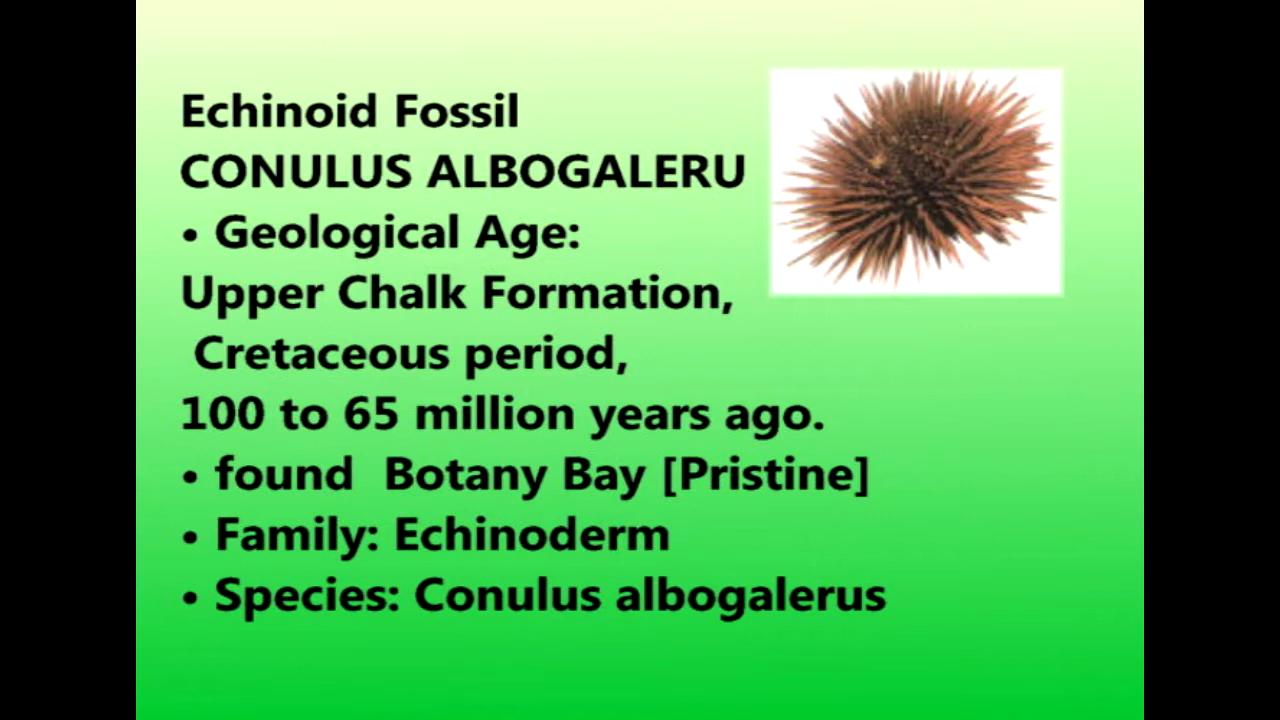 Echinoid Fossil
CONULUS ALBOGALERU
• Geological Age:
Upper Chalk Formation,
Cretaceous period,
100 to 65 million years ago.
• found  Botany Bay [Pristine]
• Family: Echinoderm
• Species: Conulus albogalerus